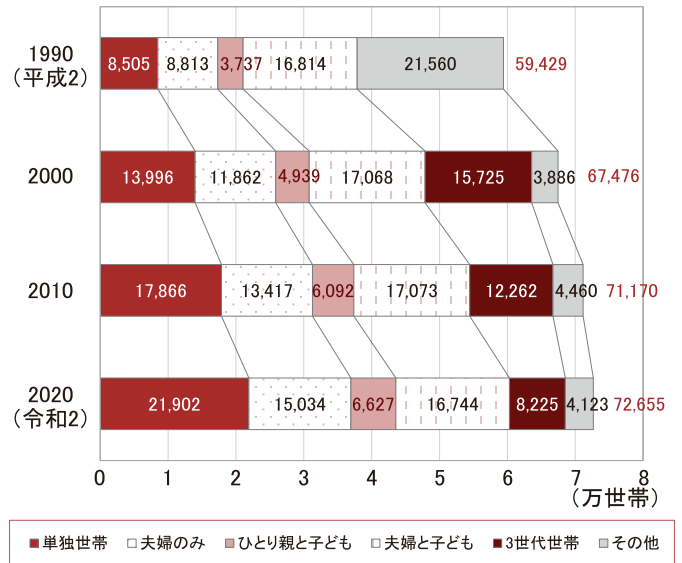 1990
(平成2)
8,505 8,813 3,737 16,814 21,560 59,429
2000
13,996 11,862 4,939 17,068 15,725 3,886 67,476
2010
17,866 13,417 6,092 17,073 12,262 4,460 71,170
2020
(令和2)
21,902 15,034 6,627 16,744 8,225 4,123 72,655
0 1 2 3 4 5 6 7 8
(万世帯)
単独世帯 夫婦のみ ひとり親と子ども 夫婦と子ども 3世代世帯 その他